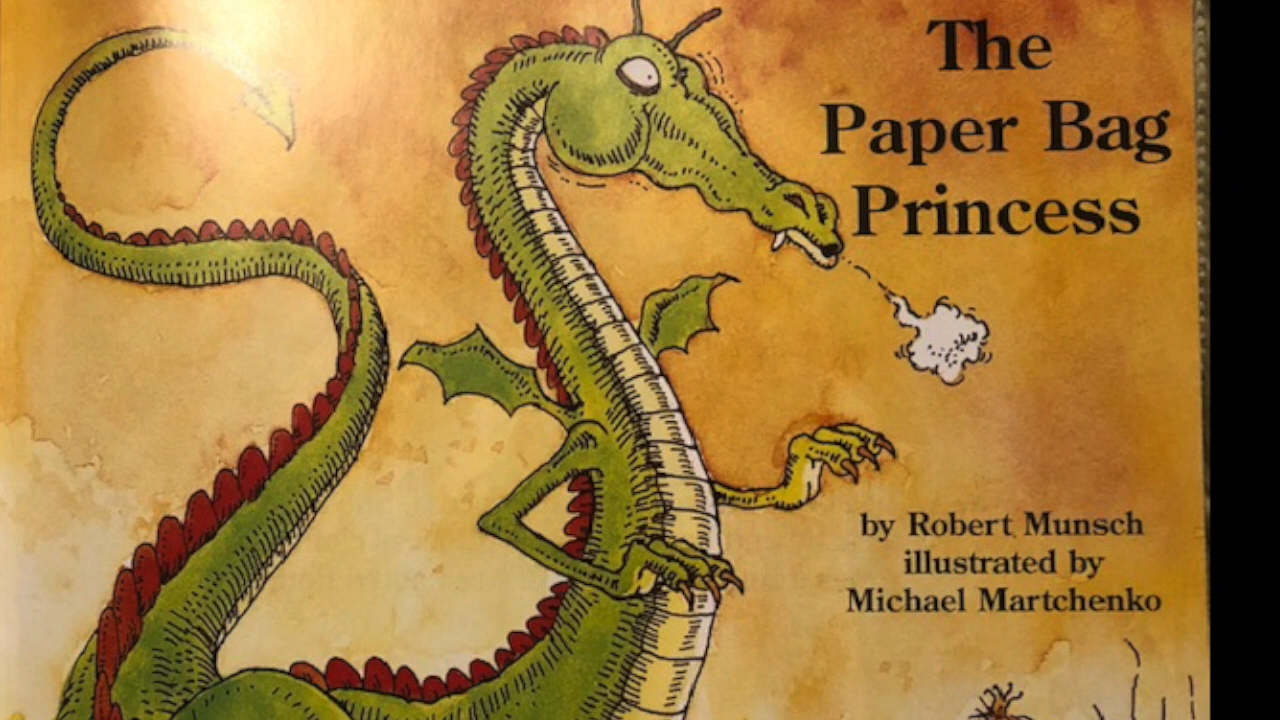 The
Paper Bag
Princess
by Robert Munsch
illustrated by
Michael Martchenko